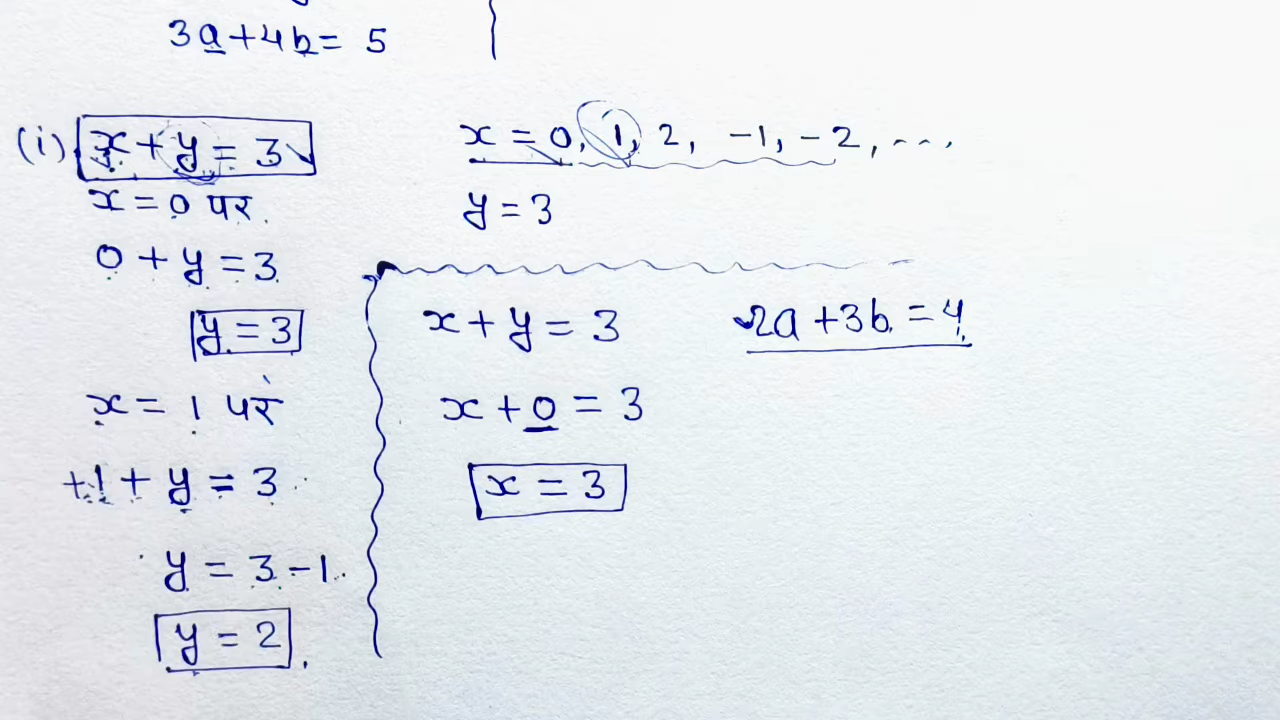 3a+4b= 5
(i) x+y=3
x=0 पर
0+y=3
y=3
x=1 पर
+1+y=3
y=3-1
y=2
x=0, 1, 2, -1, -2, ...
y=3
x+y=3
x+0=3
x=3
2a+3b=4